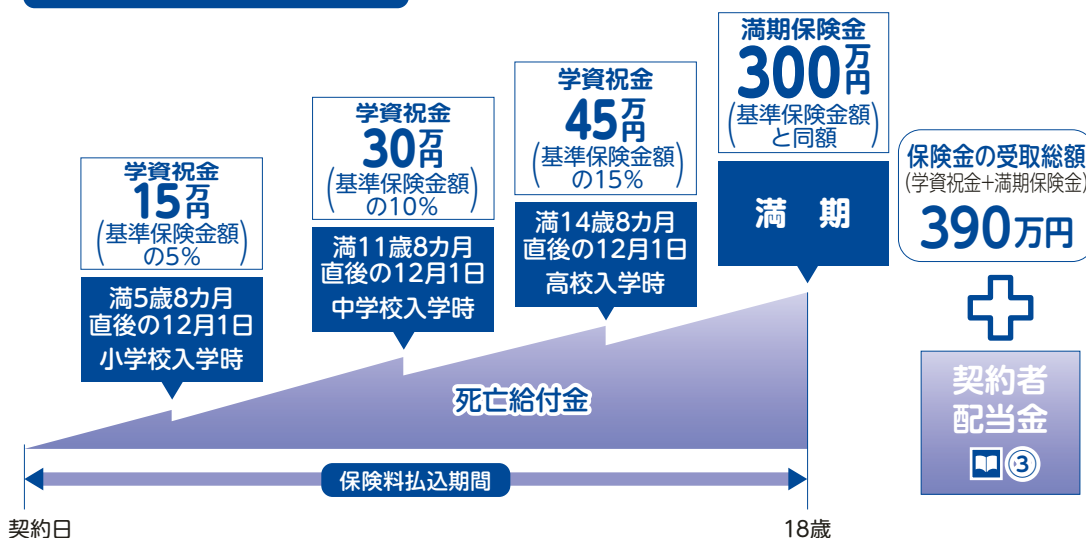 学資祝金
15万円
(基準保険金額
の5%)
満5歳8カ月
直後の12月1日
小学校入学時
学資祝金
30万円
(基準保険金額
の10%)
満11歳8カ月
直後の12月1日
中学校入学時
学資祝金
45万円
(基準保険金額
の15%)
満14歳8カ月
直後の12月1日
高校入学時
満期保険金
300万円
(基準保険金額
と同額)
満期
保険金の受取総額
(学資祝金+満期保険金)
390万円
契約者
配当金
3
死亡給付金
保険料払込期間
契約日
18歳